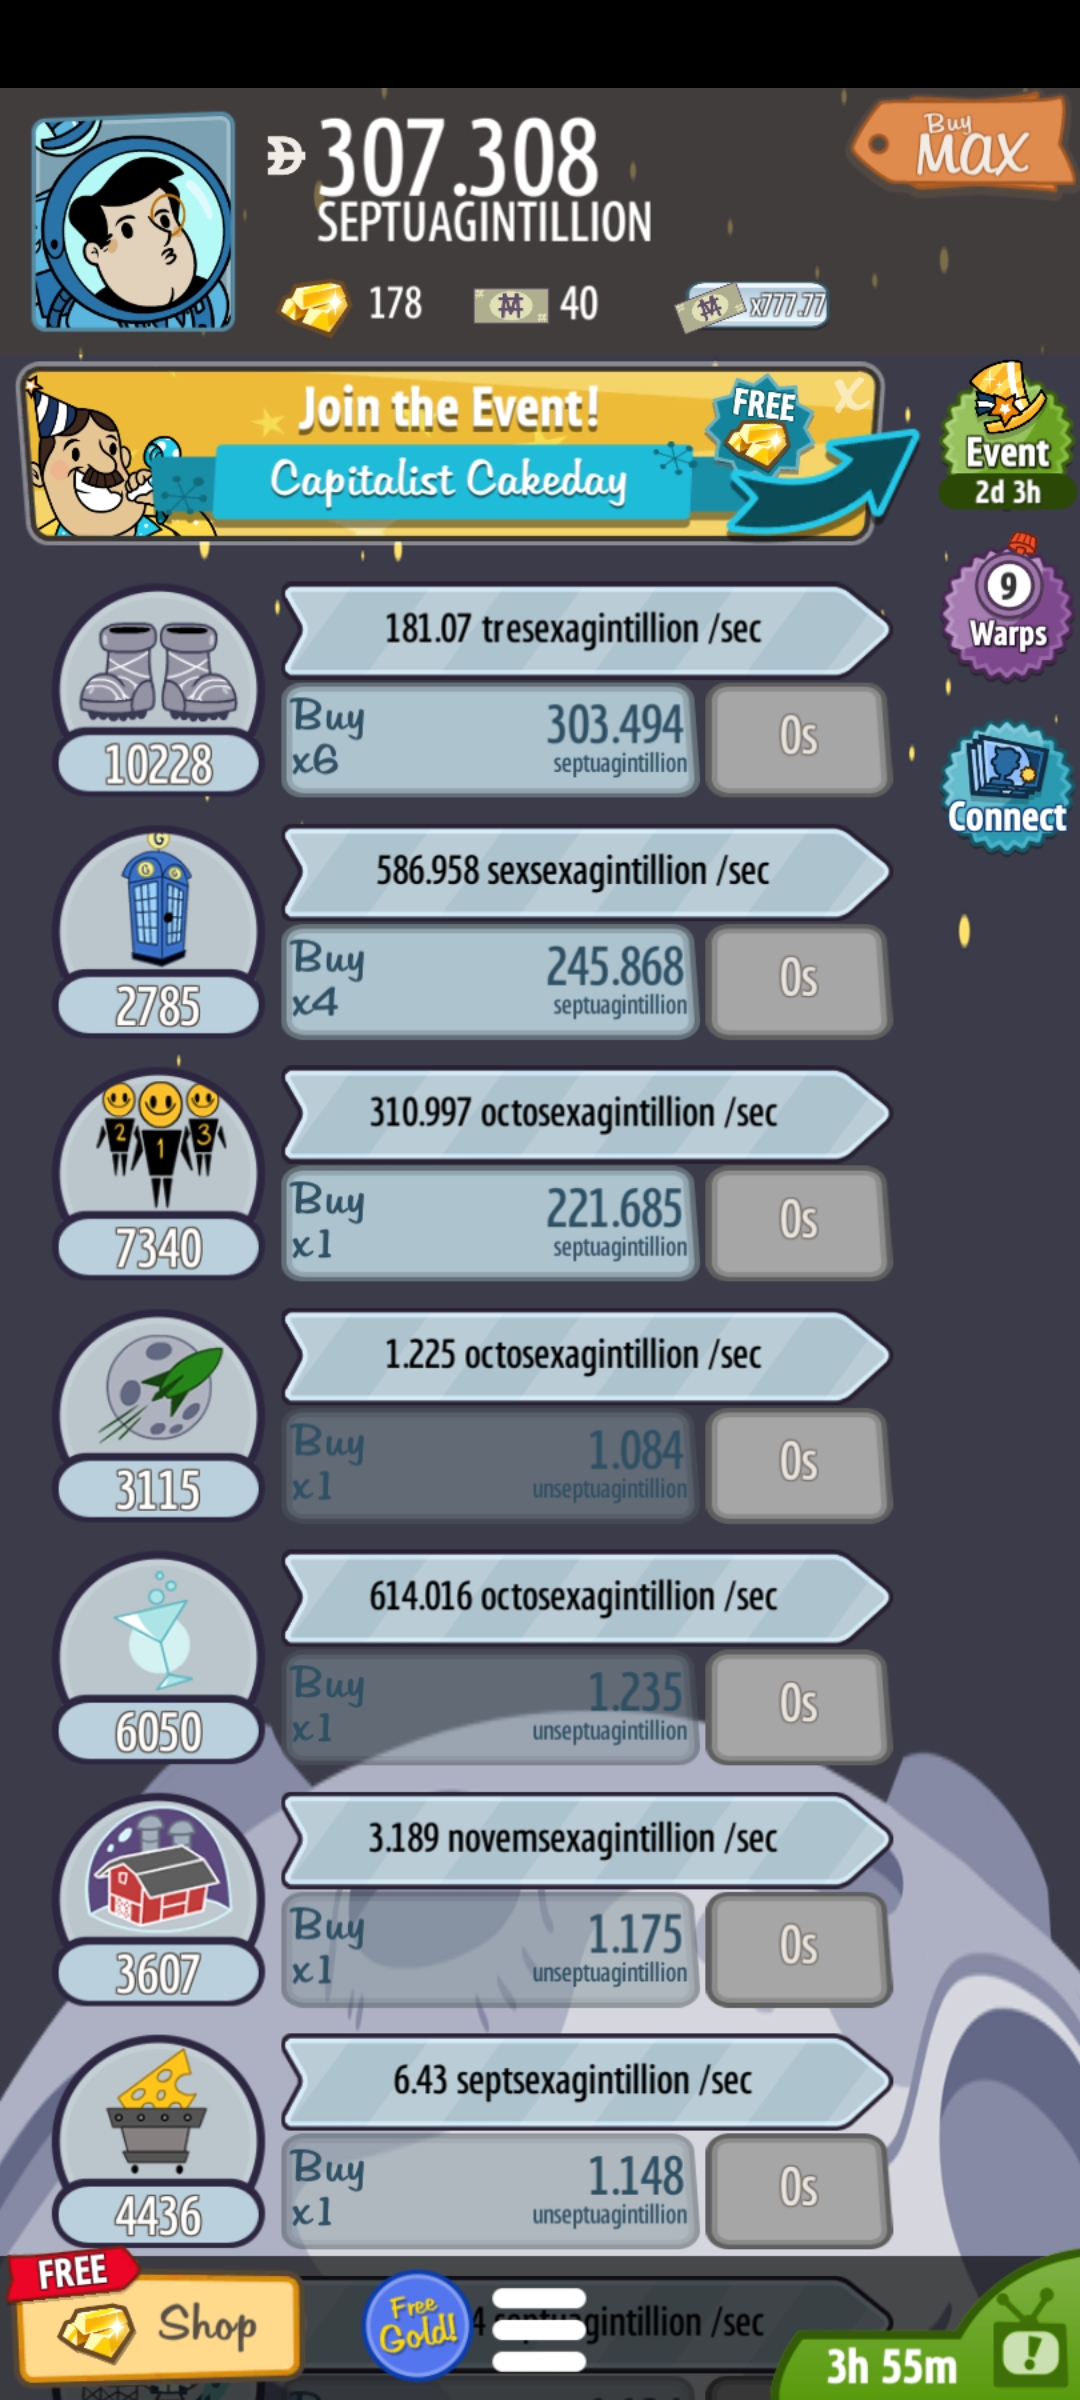 307.308
SEPTUAGINTILLION
Buy
MAX
178
40
x777.77
Join the Event!
Capitalist Cakeday
FREE
X
Event
2d 3h
9
Warps
Connect
181.07 tresexagintillion /sec
10228
Buy
x6
303.494
septuagintillion
0s
G
G
G
586.958 sexsexagintillion /sec
2785
Buy
x4
245.868
septuagintillion
0s
2
1
3
310.997 octosexagintillion /sec
7340
Buy
x1
221.685
septuagintillion
0s
1.225 octosexagintillion /sec
3115
Buy
x1
1.084
unseptuagintillion
0s
614.016 octosexagintillion /sec
6050
Buy
x1
1.235
unseptuagintillion
0s
3.189 novemsexagintillion /sec
3607
Buy
x1
1.175
unseptuagintillion
0s
6.43 septsexagintillion /sec
4436
Buy
x1
1.148
unseptuagintillion
0s
FREE
Shop
Free
Gold!
/sec
3h 55m
!